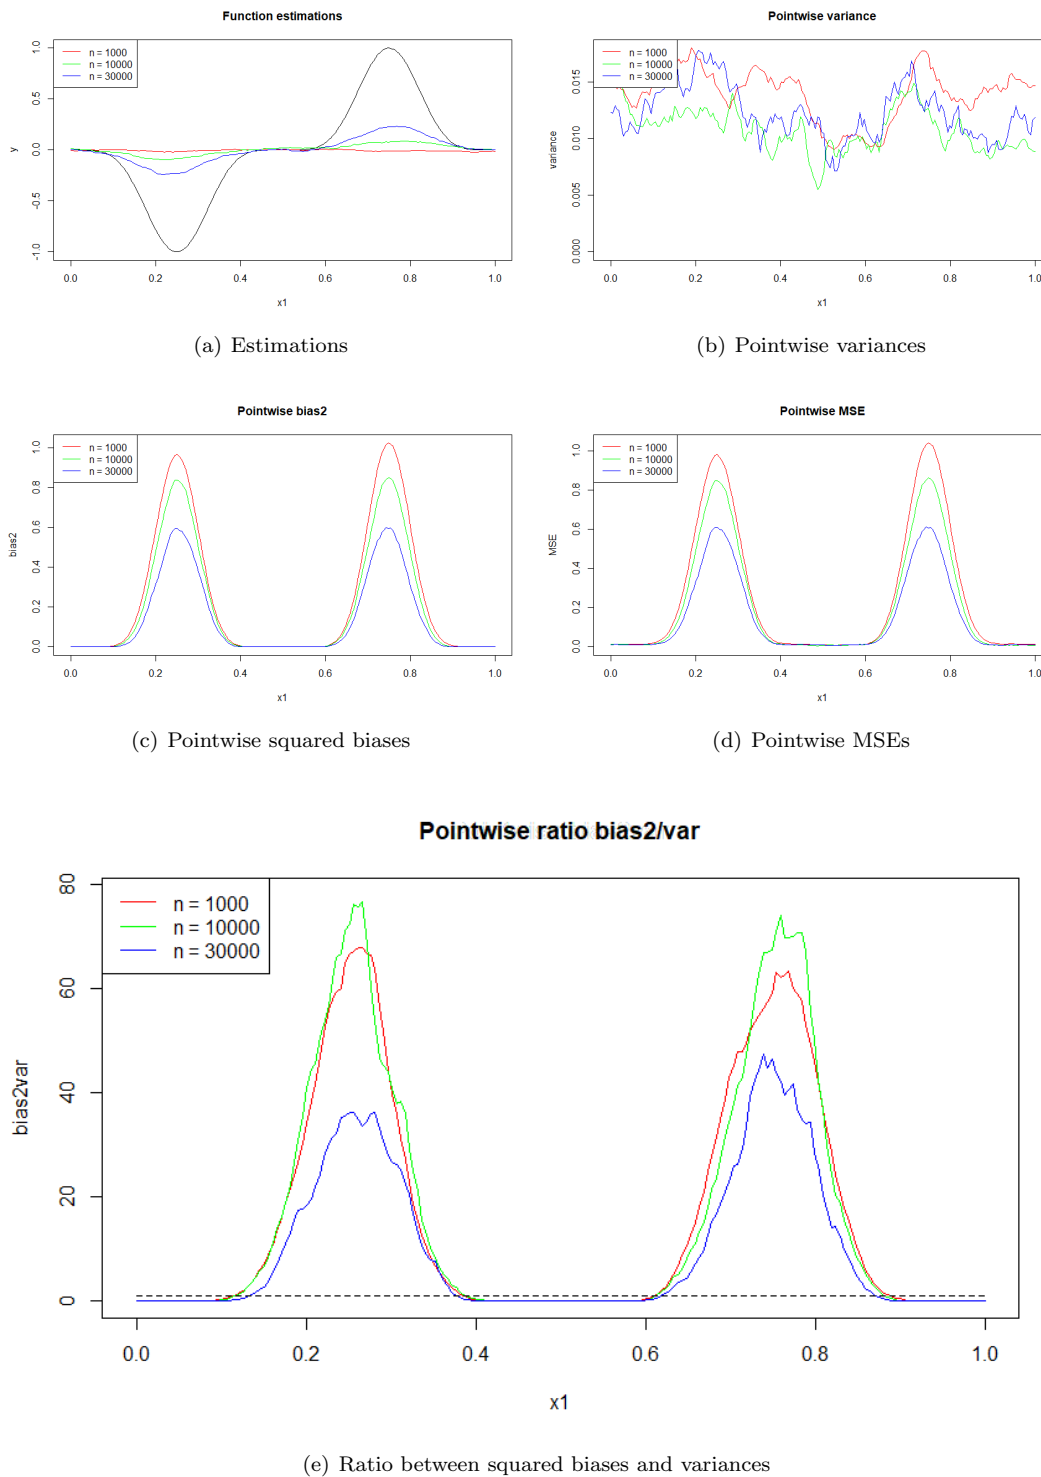 Function estimations
n = 1000
n = 10000
n = 30000
y
-1.0 -0.5 0.0 0.5 1.0
0.0 0.2 0.4 0.6 0.8 1.0
x1
(a) Estimations
Pointwise variance
n = 1000
n = 10000
n = 30000
variance
0.000 0.005 0.010 0.015
0.0 0.2 0.4 0.6 0.8 1.0
x1
(b) Pointwise variances
Pointwise bias2
n = 1000
n = 10000
n = 30000
bias2
0.0 0.2 0.4 0.6 0.8 1.0
0.0 0.2 0.4 0.6 0.8 1.0
x1
(c) Pointwise squared biases
Pointwise MSE
n = 1000
n = 10000
n = 30000
MSE
0.0 0.2 0.4 0.6 0.8 1.0
0.0 0.2 0.4 0.6 0.8 1.0
x1
(d) Pointwise MSEs
Pointwise ratio bias2/var
n = 1000
n = 10000
n = 30000
bias2var
0 20 40 60 80
0.0 0.2 0.4 0.6 0.8 1.0
x1
(e) Ratio between squared biases and variances